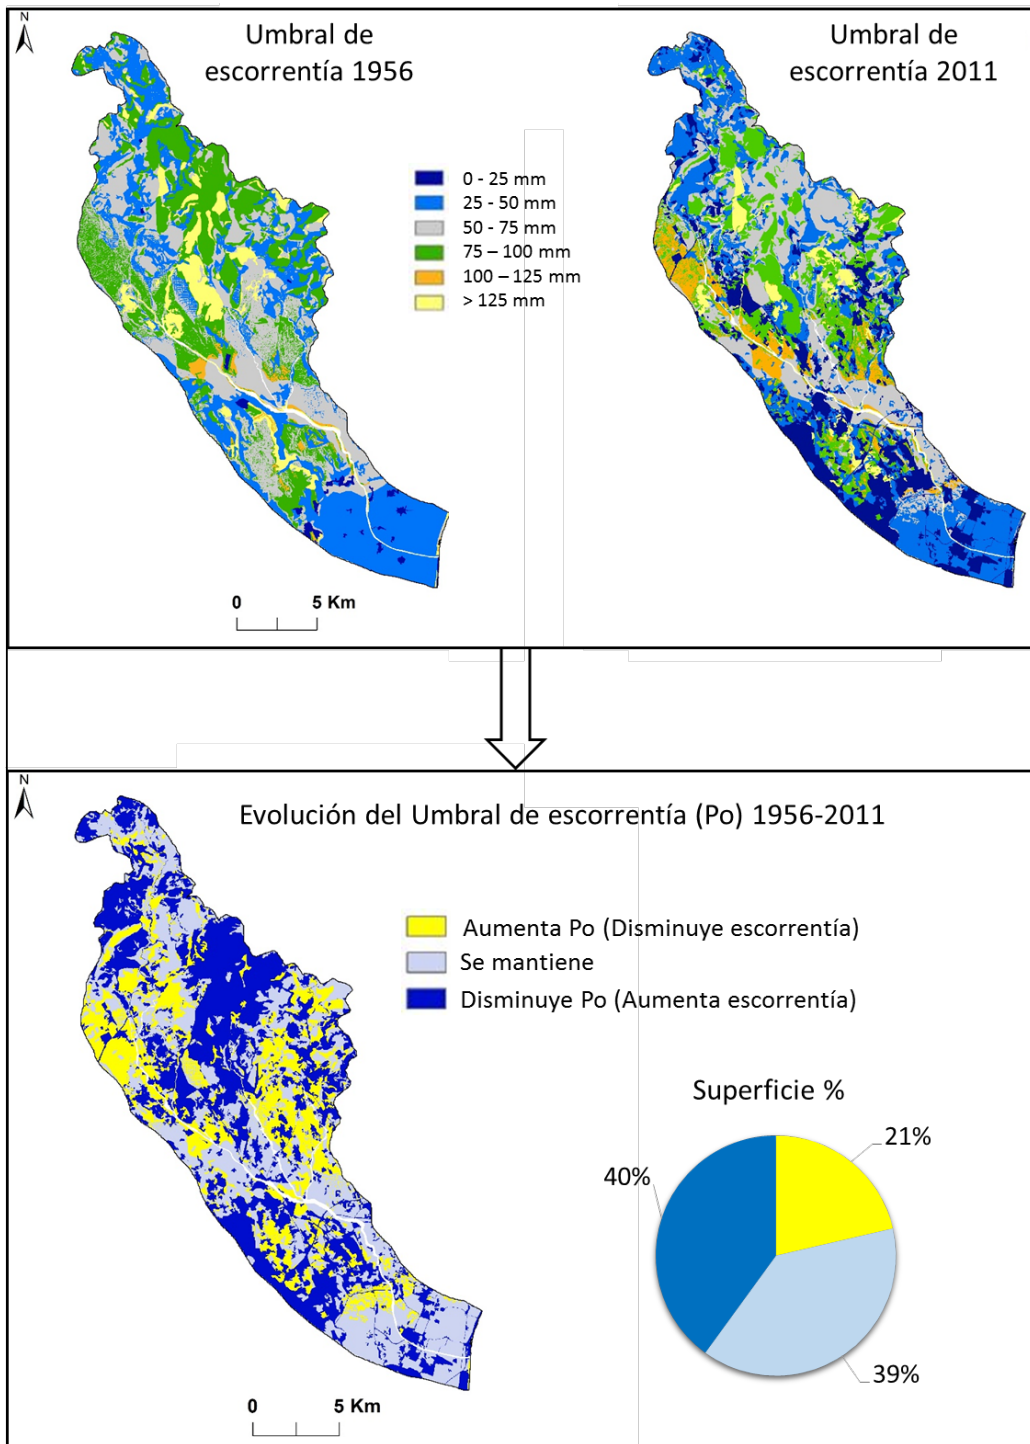 N
Umbral de
escorrentía 1956
Umbral de
escorrentía 2011
0 - 25 mm
25 - 50 mm
50 - 75 mm
75 – 100 mm
100 – 125 mm
> 125 mm
0 5 Km
N
Evolución del Umbral de escorrentía (Po) 1956-2011
Aumenta Po (Disminuye escorrentía)
Se mantiene
Disminuye Po (Aumenta escorrentía)
Superficie %
21%
40%
39%
0 5 Km